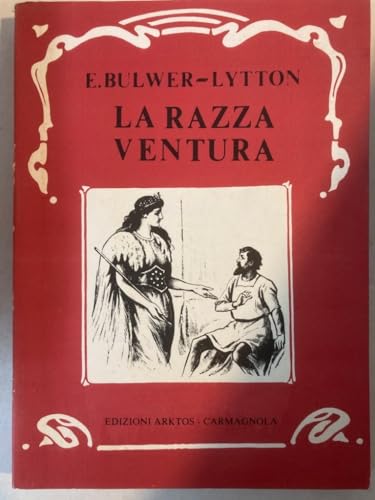 E. BULWER-LYTTON
LA RAZZA
VENTURA
EDIZIONI ARKTOS - CARMAGNOLA